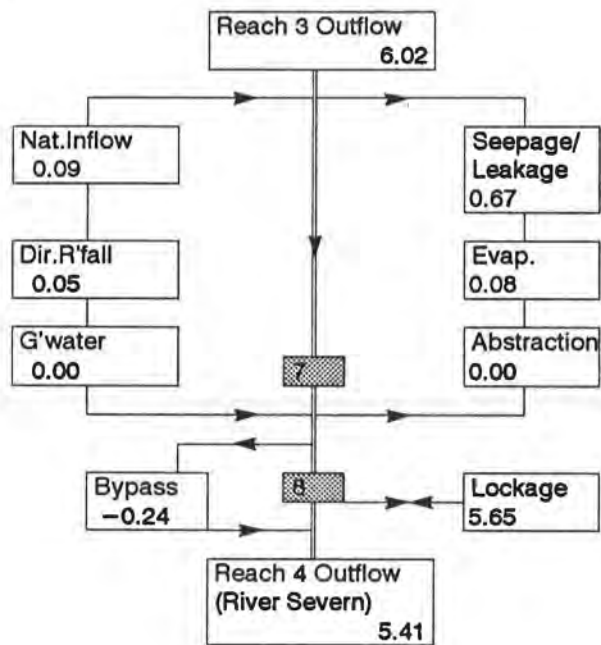 Reach 3 Outflow
6.02
Nat.Inflow
0.09
Seepage/
Leakage
0.67
Dir.R'fall
0.05
Evap.
0.08
G'water
0.00
Abstraction
0.00
7
Bypass
−0.24
8
Lockage
5.65
Reach 4 Outflow
(River Severn)
5.41